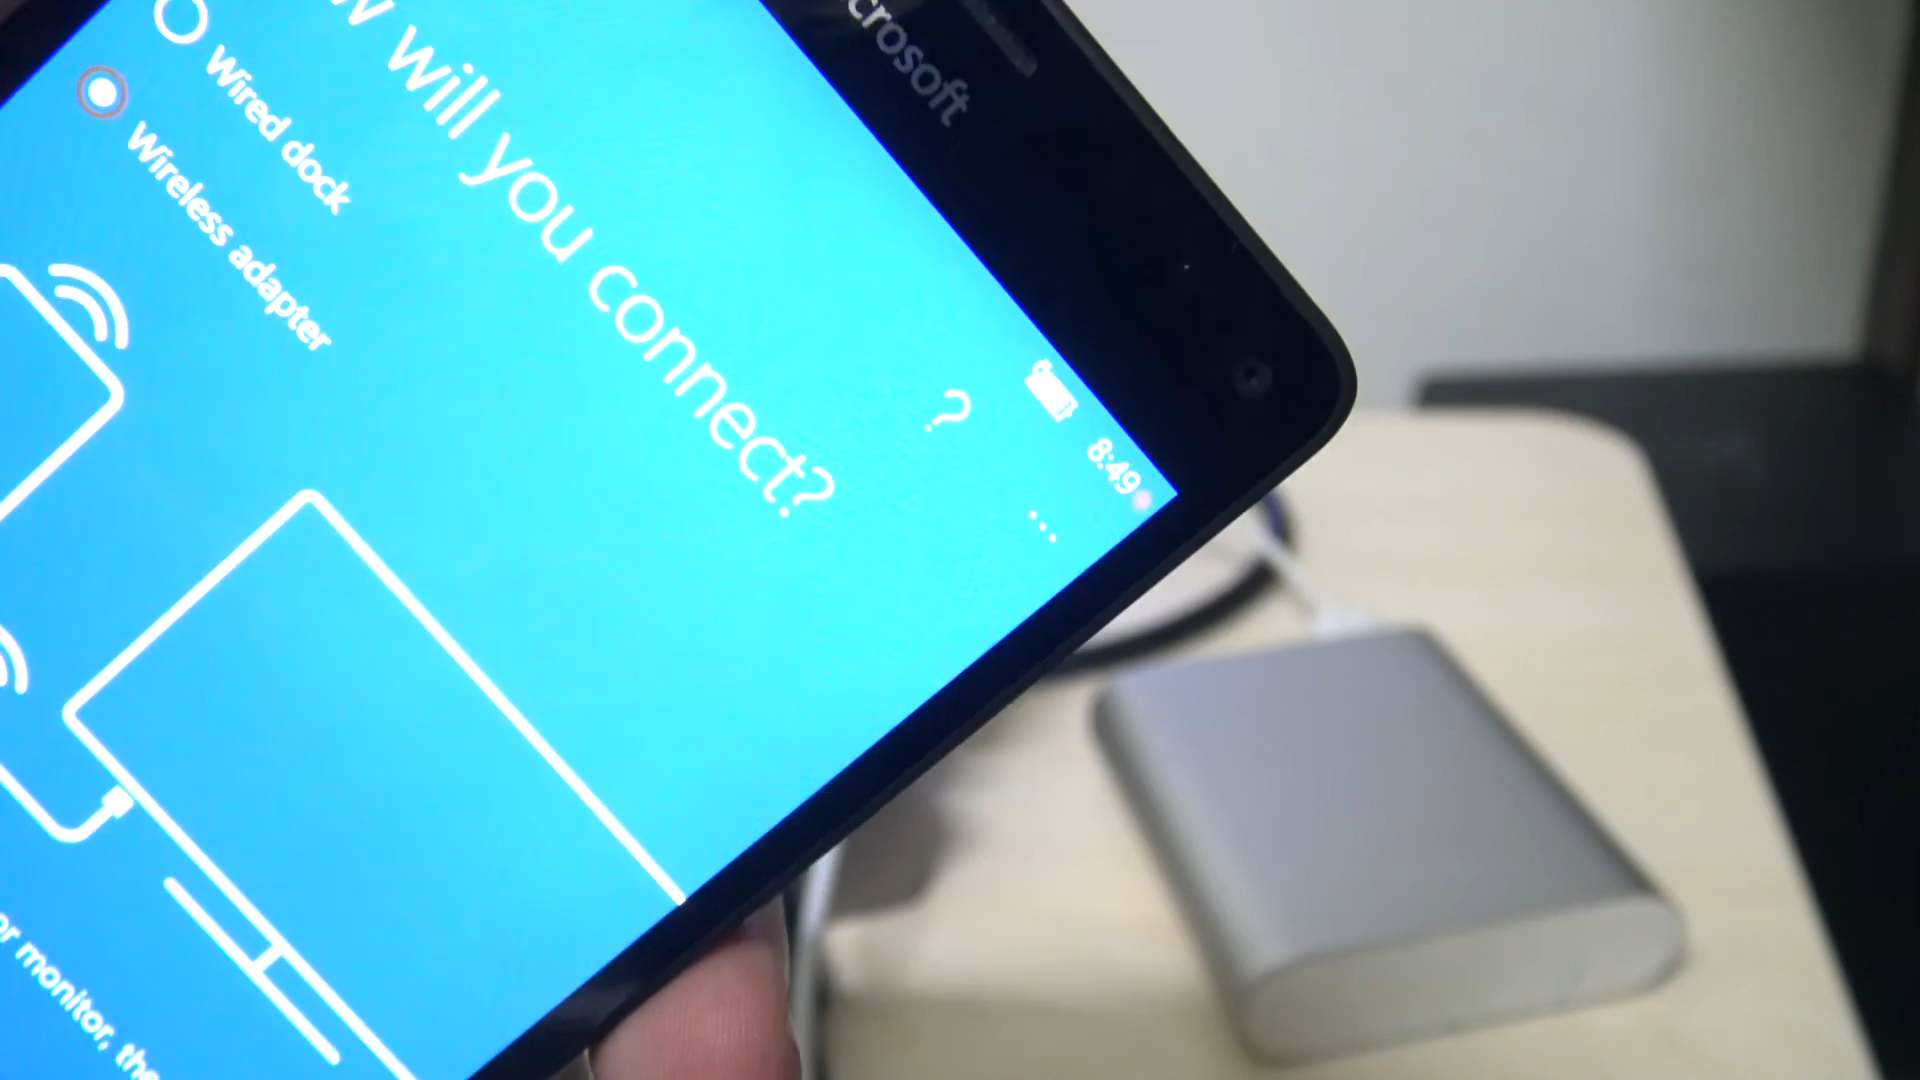 crosoft
8:49
?
...
w will you connect?
Wired dock
Wireless adapter
or monitor, the